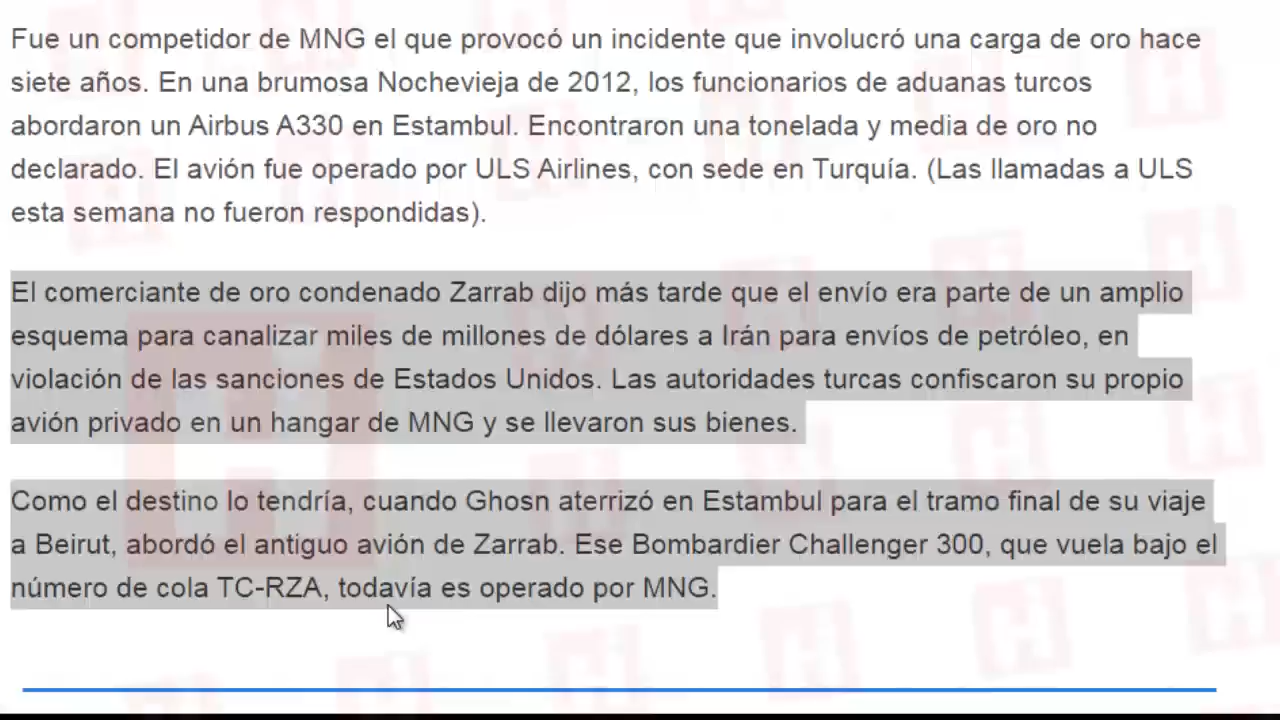 Fue un competidor de MNG el que provocó un incidente que involucró una carga de oro hace
siete años. En una brumosa Nochevieja de 2012, los funcionarios de aduanas turcos
abordaron un Airbus A330 en Estambul. Encontraron una tonelada y media de oro no
declarado. El avión fue operado por ULS Airlines, con sede en Turquía. (Las llamadas a ULS
esta semana no fueron respondidas).
El comerciante de oro condenado Zarrab dijo más tarde que el envío era parte de un amplio
esquema para canalizar miles de millones de dólares a Irán para envíos de petróleo, en
violación de las sanciones de Estados Unidos. Las autoridades turcas confiscaron su propio
avión privado en un hangar de MNG y se llevaron sus bienes.
Como el destino lo tendría, cuando Ghosn aterrizó en Estambul para el tramo final de su viaje
a Beirut, abordó el antiguo avión de Zarrab. Ese Bombardier Challenger 300, que vuela bajo el
número de cola TC-RZA, todavía es operado por MNG.